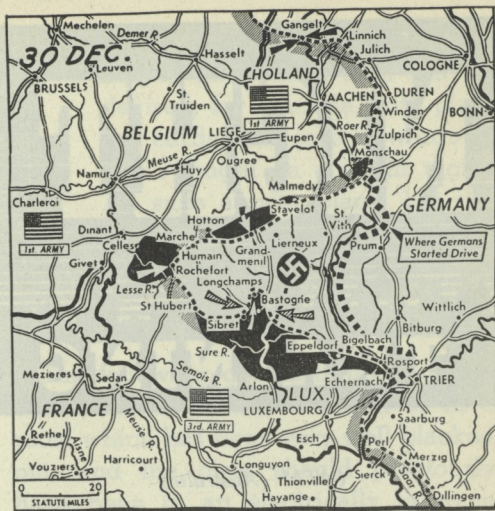 30 DEC.
Mechelen
Demer R.
Leuven
BRUSSELS
Hasselt
St.
Truiden
BELGIUM
LIEGE
Ougree
Meuse R.
Huy
Namur
Charleroi
1st. ARMY
Gangelt
Linnich
Julich
HOLLAND
1st ARMY
AACHEN
COLOGNE
DUREN
Winden
BONN
Roer R.
Zulpich
Eupen
Monschau
Malmedy
GERMANY
Stavelot
St.
Vith
Prum
Where Germans
Started Drive
Dinant
Celles
Givet
Hotton
Marche
Humain
Rochefort
Grand-
menil
Lierneux
Longchamps
Bastogne
Lesse R.
St Hubert
Sibret
Sure R.
Semois R.
Wittlich
Bitburg
Bigelbach
Eppeldorf
Rosport
Echternach
TRIER
Mezieres
Sedan
Arlon
LUX.
LUXEMBOURG
3rd. ARMY
FRANCE
Rethel
Aisne R.
Meuse R.
Vouziers
Harricourt
Longuyon
Esch
Saarburg
Perl
Merzig
Sierck
Saar R.
Dillingen
Thionville
Hayange
0 20
STATUTE MILES